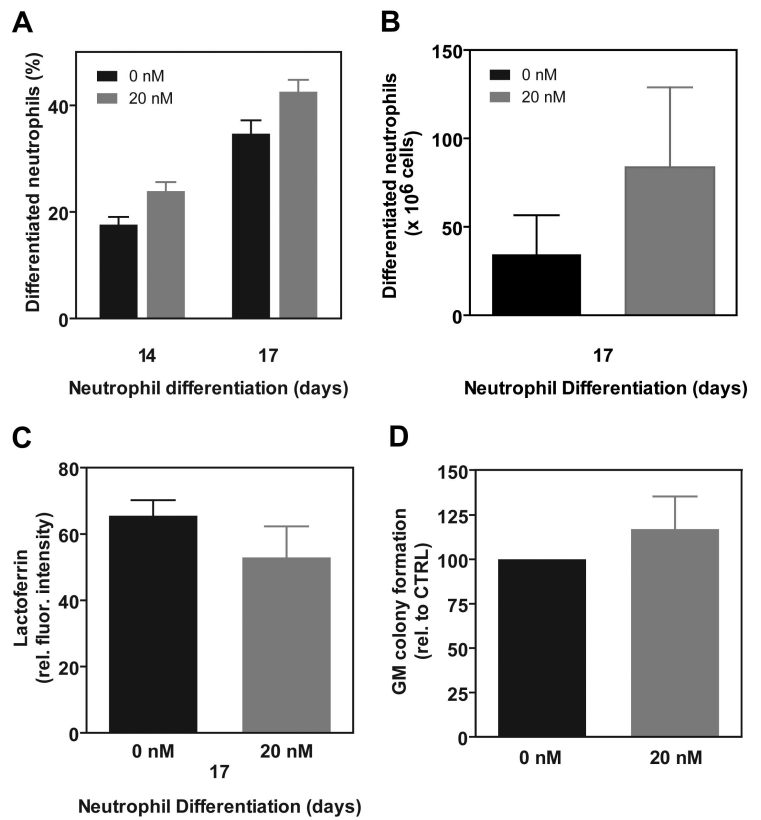 A
Differentiated neutrophils (%)
40
20
0
0 nM
20 nM
14 17
Neutrophil differentiation (days)
B
Differentiated neutrophils
(x 10⁶ cells)
150
100
50
0
0 nM
20 nM
17
Neutrophil Differentiation (days)
C
Lactoferrin
(rel. fluor. intensity)
80
60
40
20
0
0 nM 20 nM
17
Neutrophil Differentiation (days)
D
GM colony formation
(rel. to CTRL)
150
125
100
75
50
25
0
0 nM 20 nM